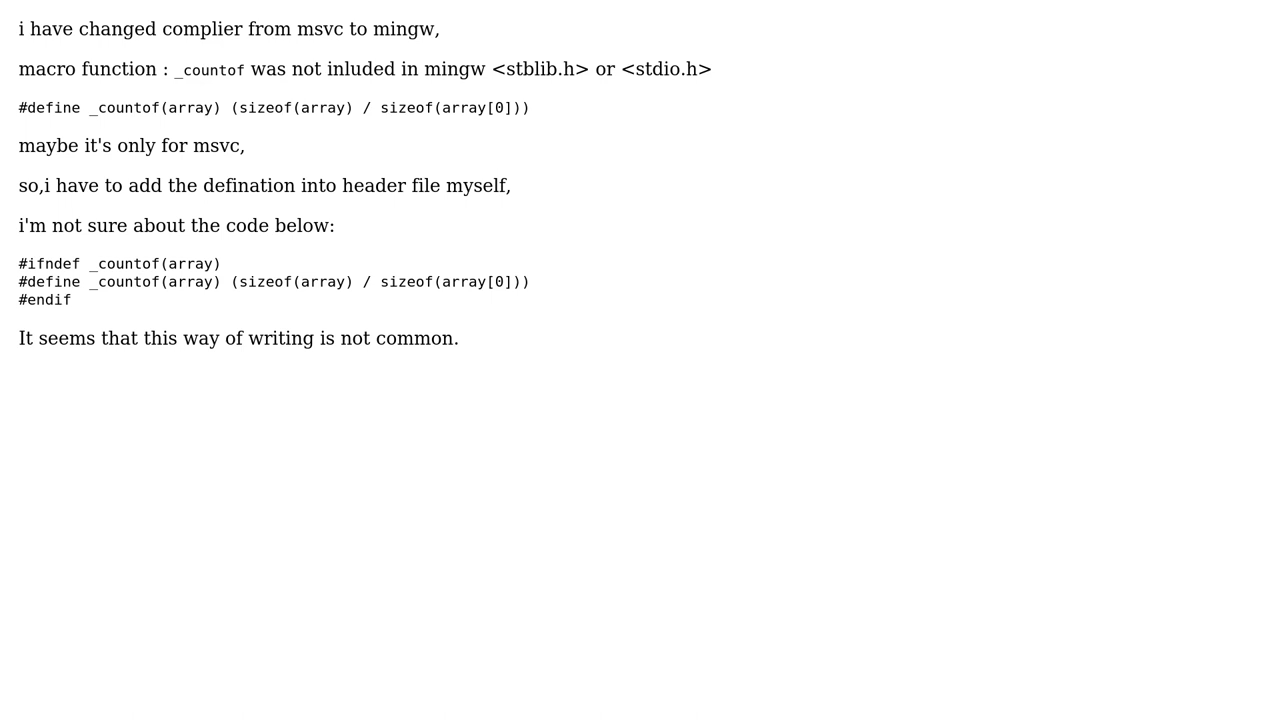 i have changed complier from msvc to mingw,
macro function : _countof was not inluded in mingw <stblib.h> or <stdio.h>
#define _countof(array) (sizeof(array) / sizeof(array[0]))
maybe it's only for msvc,
so,i have to add the defination into header file myself,
i'm not sure about the code below:
#ifndef _countof(array)
#define _countof(array) (sizeof(array) / sizeof(array[0]))
#endif
It seems that this way of writing is not common.